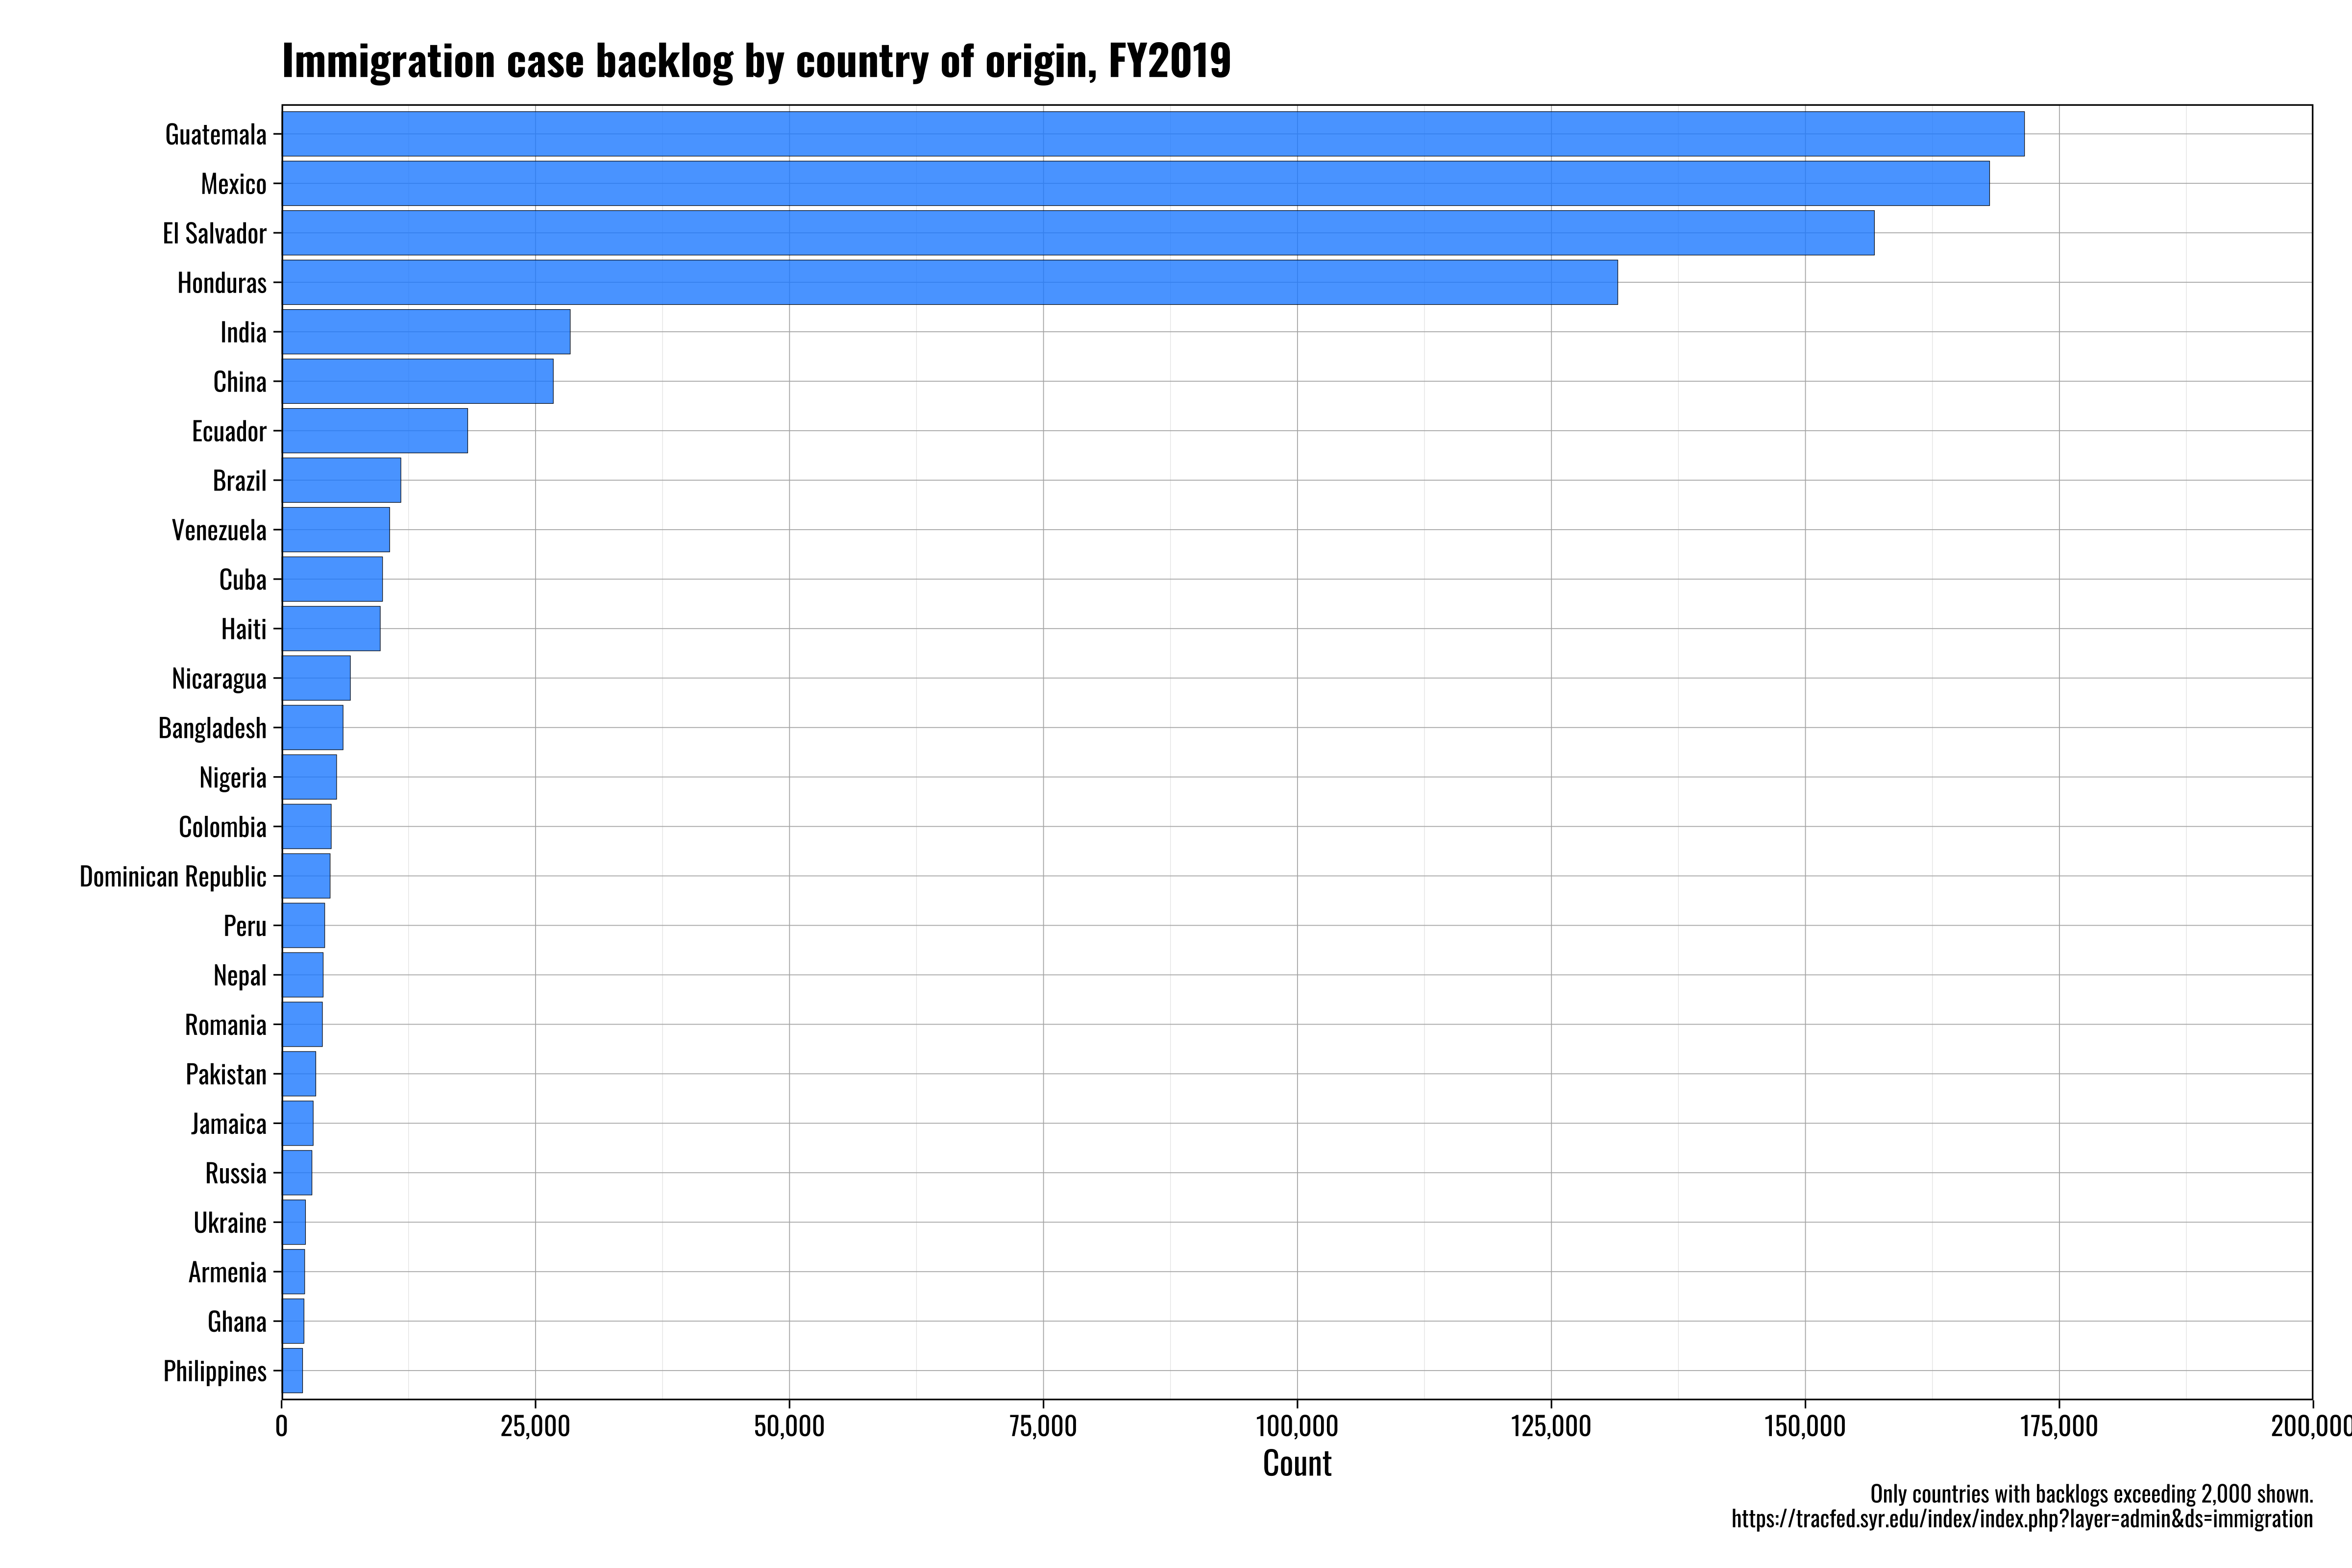 Immigration case backlog by country of origin, FY2019
Guatemala
Mexico
El Salvador
Honduras
India
China
Ecuador
Brazil
Venezuela
Cuba
Haiti
Nicaragua
Bangladesh
Nigeria
Colombia
Dominican Republic
Peru
Nepal
Romania
Pakistan
Jamaica
Russia
Ukraine
Armenia
Ghana
Philippines
0 25,000 50,000 75,000 100,000 125,000 150,000 175,000 200,000
Count
Only countries with backlogs exceeding 2,000 shown.
https://tracfed.syr.edu/index/index.php?layer=admin&ds=immigration